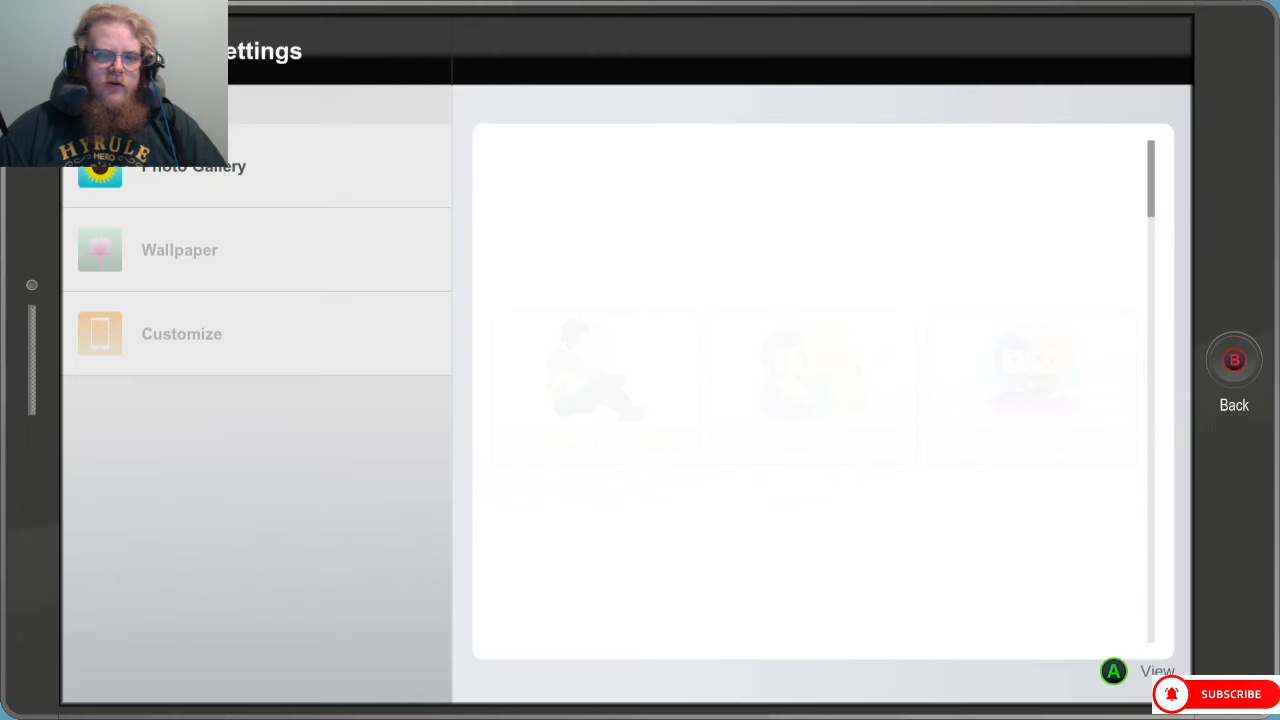 ettings
HYRULE
HERO
Photo Gallery
Wallpaper
Customize
B
Back
A View
SUBSCRIBE